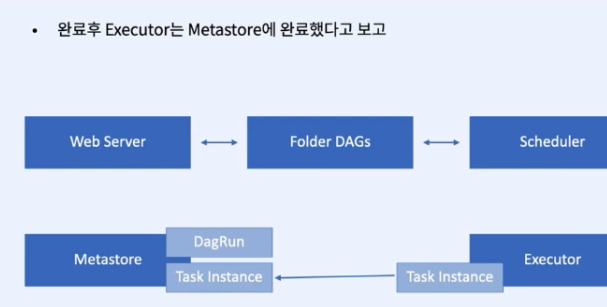 • 완료후 Executor는 Metastore에 완료했다고 보고
Web Server
Folder DAGs
Scheduler
DagRun
Metastore
Task Instance
Task Instance
Executor